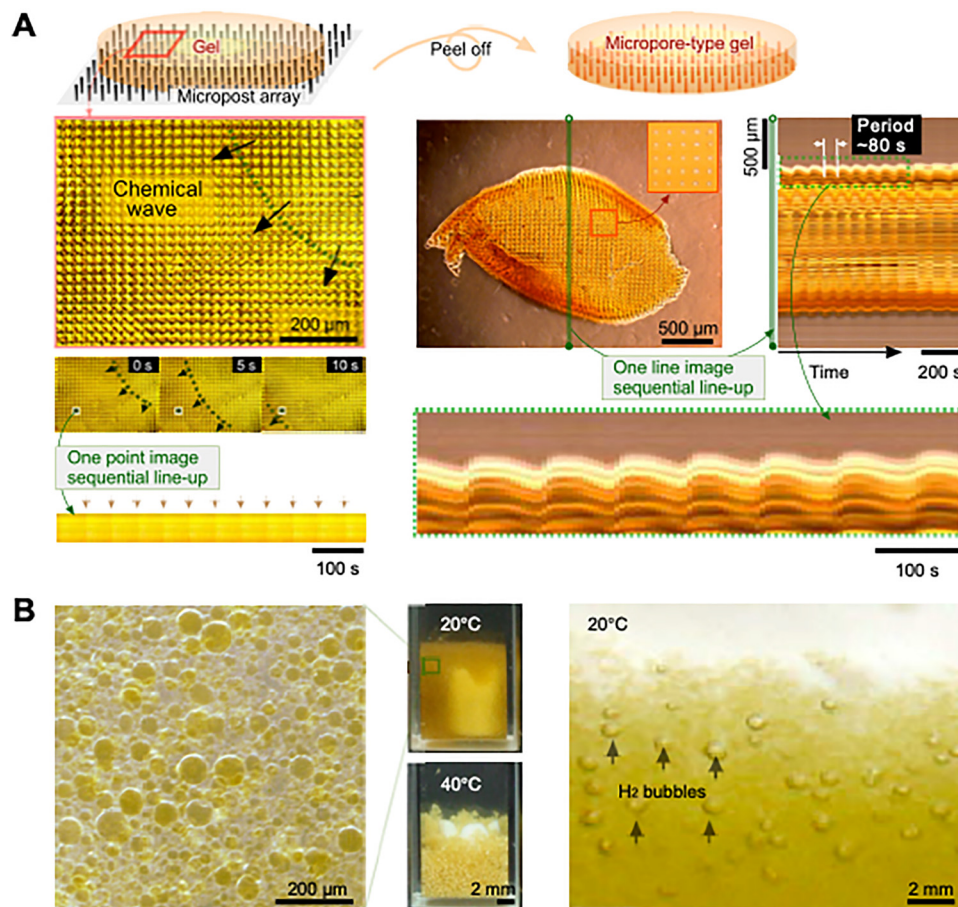 A
Gel
Micropost array
Peel off
Micropore-type gel
Chemical
wave
200 µm
0 s
5 s
10 s
One point image
sequential line-up
100 s
500 µm
One line image
sequential line-up
500 µm
Period
~80 s
Time
200 s
100 s
B
200 µm
20°C
40°C
2 mm
20°C
H2 bubbles
2 mm